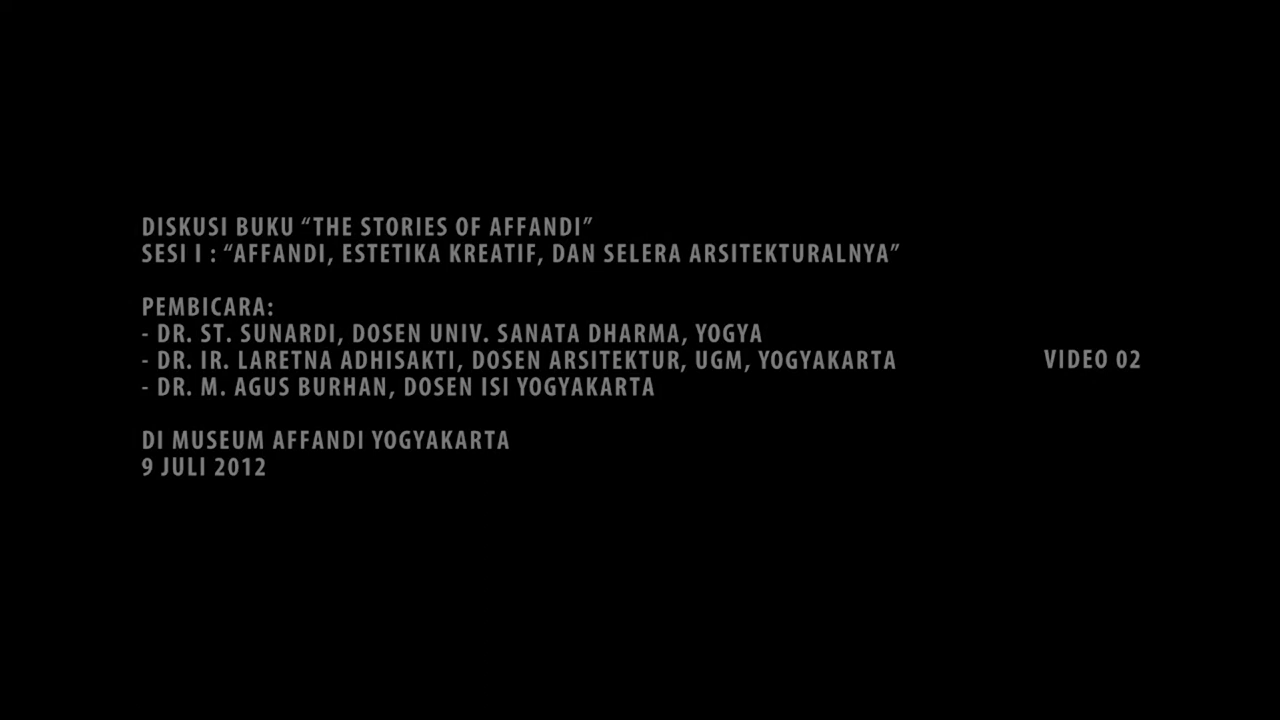 DISKUSI BUKU “THE STORIES OF AFFANDI”
SESI I : “AFFANDI, ESTETIKA KREATIF, DAN SELERA ARSITEKTURALNYA”
PEMBICARA:
- DR. ST. SUNARDI, DOSEN UNIV. SANATA DHARMA, YOGYA
- DR. IR. LARETNA ADHISAKTI, DOSEN ARSITEKTUR, UGM, YOGYAKARTA
- DR. M. AGUS BURHAN, DOSEN ISI YOGYAKARTA
DI MUSEUM AFFANDI YOGYAKARTA
9 JULI 2012
VIDEO 02